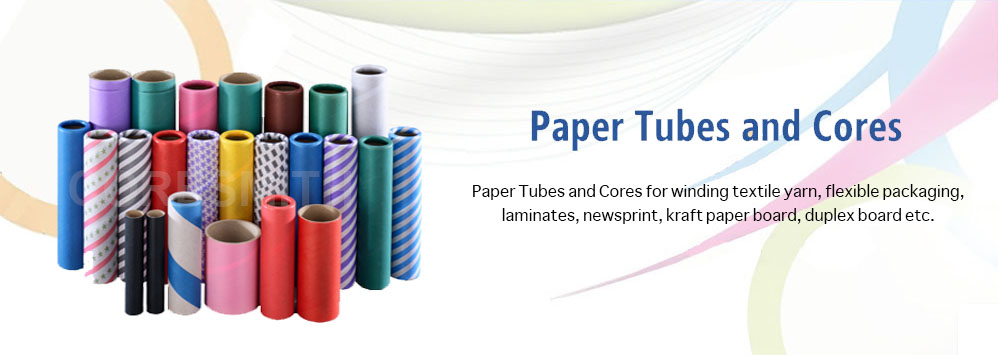 Paper Tubes and Cores
Paper Tubes and Cores for winding textile yarn, flexible packaging,
laminates, newsprint, kraft paper board, duplex board etc.